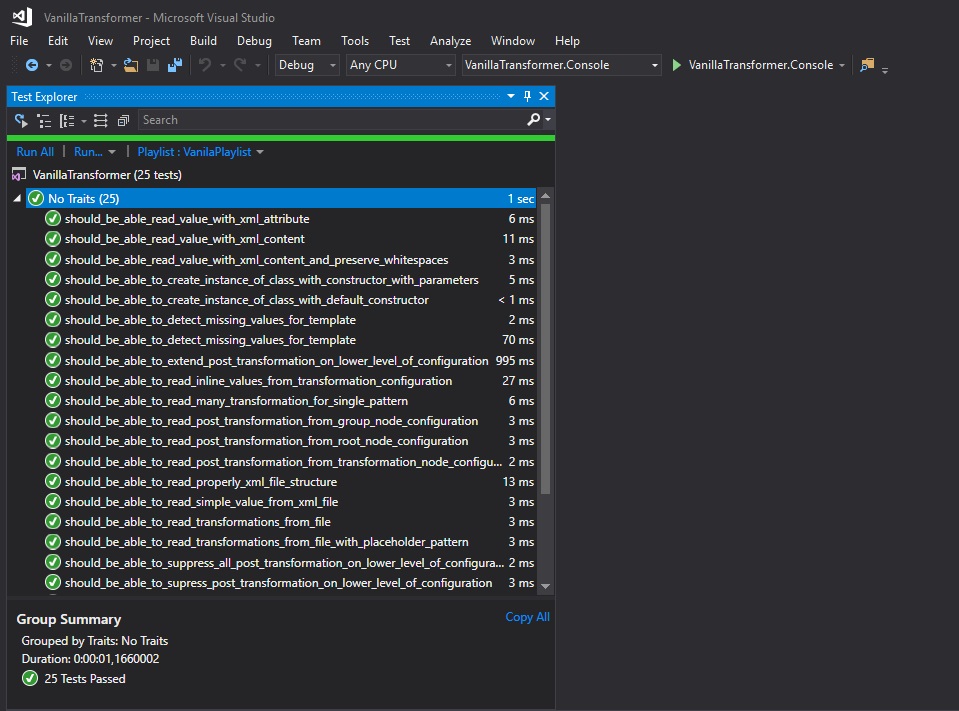 VanillaTransformer - Microsoft Visual Studio
File Edit View Project Build Debug Team Tools Test Analyze Window Help
Debug Any CPU VanillaTransformer.Console VanillaTransformer.Console
Test Explorer
Search
Run All | Run... | Playlist : VanilaPlaylist
VanillaTransformer (25 tests)
No Traits (25) 1 sec
should_be_able_read_value_with_xml_attribute 6 ms
should_be_able_read_value_with_xml_content 11 ms
should_be_able_read_value_with_xml_content_and_preserve_whitespaces 3 ms
should_be_able_to_create_instance_of_class_with_constructor_with_parameters 5 ms
should_be_able_to_create_instance_of_class_with_default_constructor < 1 ms
should_be_able_to_detect_missing_values_for_template 2 ms
should_be_able_to_detect_missing_values_for_template 70 ms
should_be_able_to_extend_post_transformation_on_lower_level_of_configuration 995 ms
should_be_able_to_read_inline_values_from_transformation_configuration 27 ms
should_be_able_to_read_many_transformation_for_single_pattern 6 ms
should_be_able_to_read_post_transformation_from_group_node_configuration 3 ms
should_be_able_to_read_post_transformation_from_root_node_configuration 3 ms
should_be_able_to_read_post_transformation_from_transformation_node_configu... 2 ms
should_be_able_to_read_properly_xml_file_structure 13 ms
should_be_able_to_read_simple_value_from_xml_file 3 ms
should_be_able_to_read_transformations_from_file 3 ms
should_be_able_to_read_transformations_from_file_with_placeholder_pattern 3 ms
should_be_able_to_suppress_all_post_transformation_on_lower_level_of_configura... 2 ms
should_be_able_to_supress_post_transformation_on_lower_level_of_configuration 3 ms
Group Summary Copy All
Grouped by Traits: No Traits
Duration: 0:00:01,1660002
25 Tests Passed